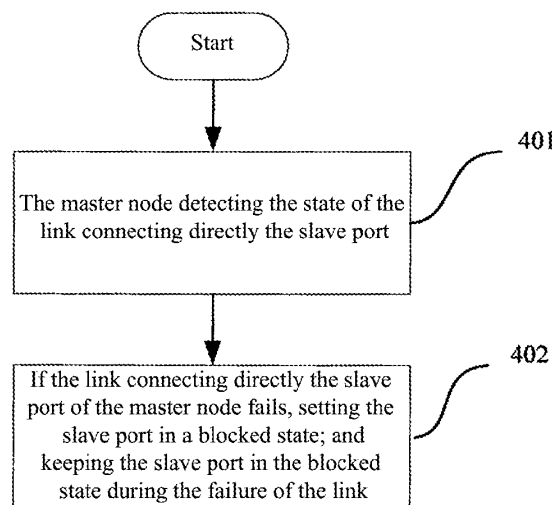 Start
401
The master node detecting the state of the
link connecting directly the slave port
402
If the link connecting directly the slave
port of the master node fails, setting the
slave port in a blocked state; and
keeping the slave port in the blocked
state during the failure of the link